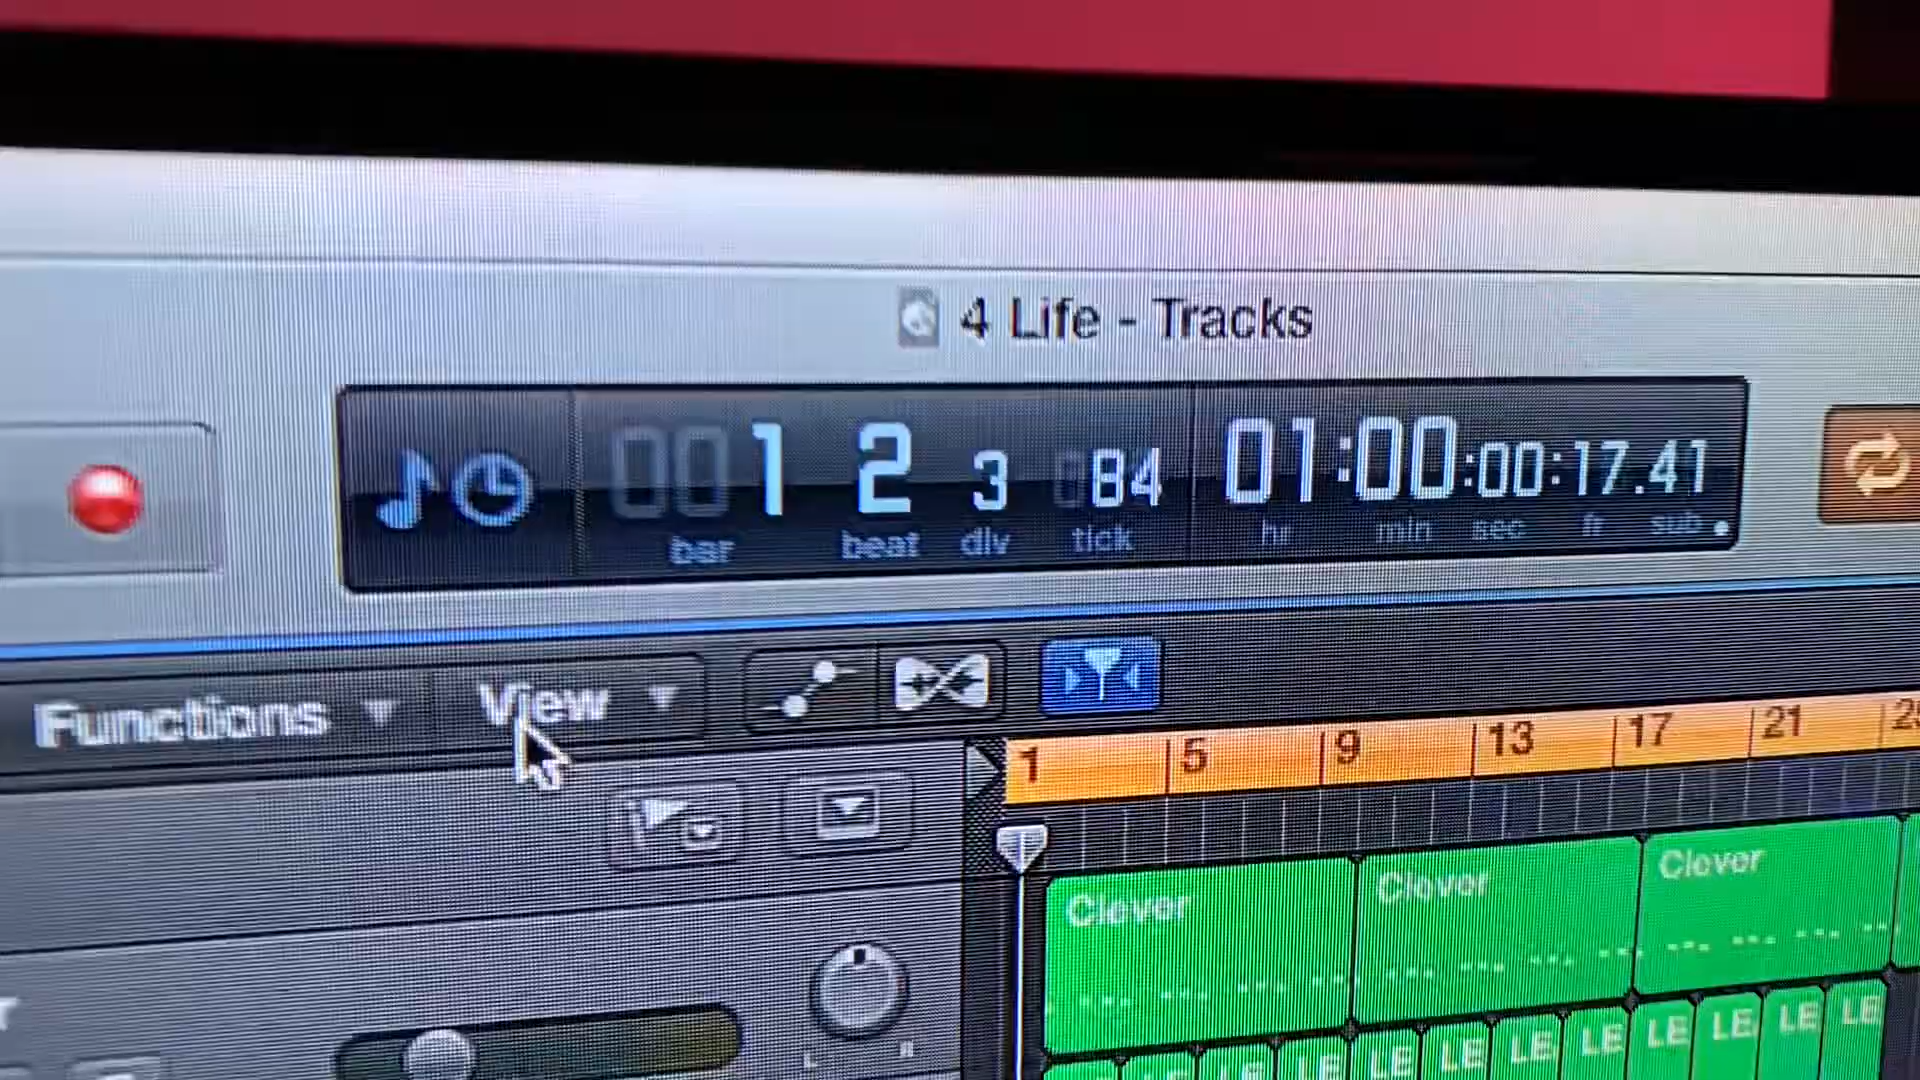 4 Life - Tracks
001 2 3 084 01:00:00:17.41
bar beat div tick hr min sec fr sub
Functions View
1 5 9 13 17 21
Clever Clever Clever
L R
LE LE LE LE LE LE LE LE LE